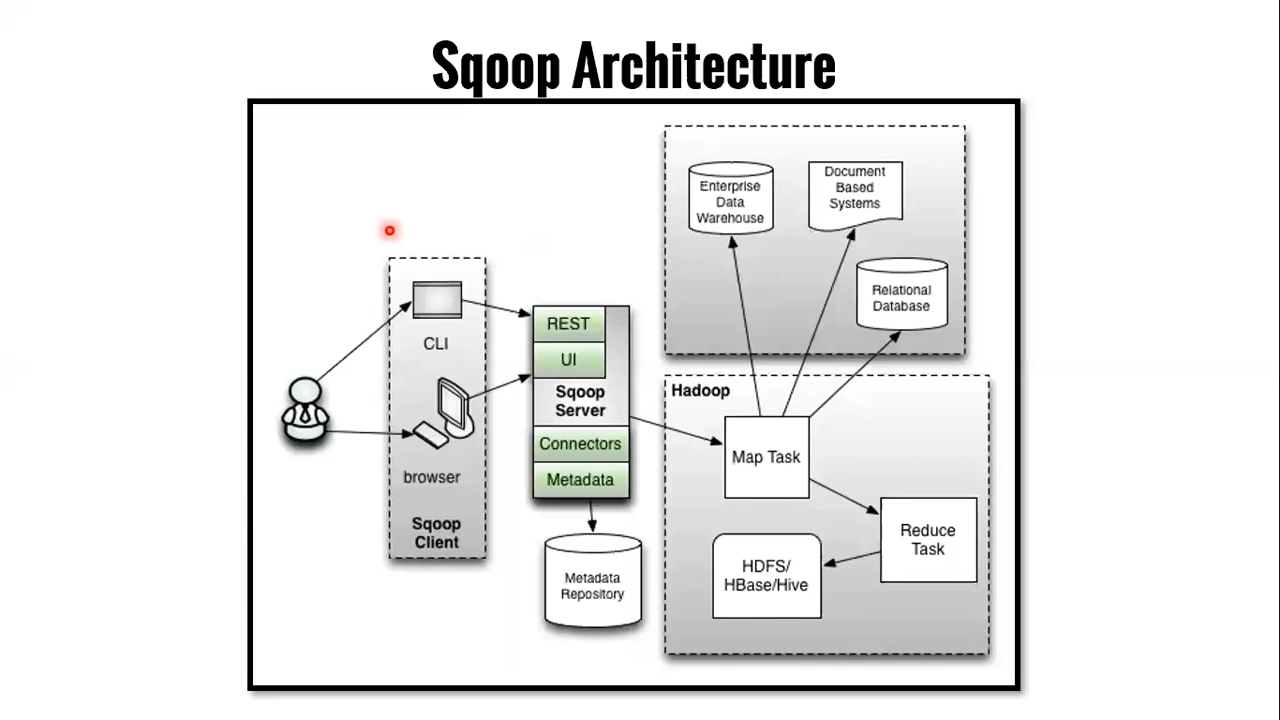 Sqoop Architecture
Enterprise
Data
Warehouse
Document
Based
Systems
Relational
Database
CLI
browser
Sqoop
Client
REST
UI
Sqoop
Server
Connectors
Metadata
Metadata
Repository
Hadoop
Map Task
Reduce
Task
HDFS/
HBase/Hive